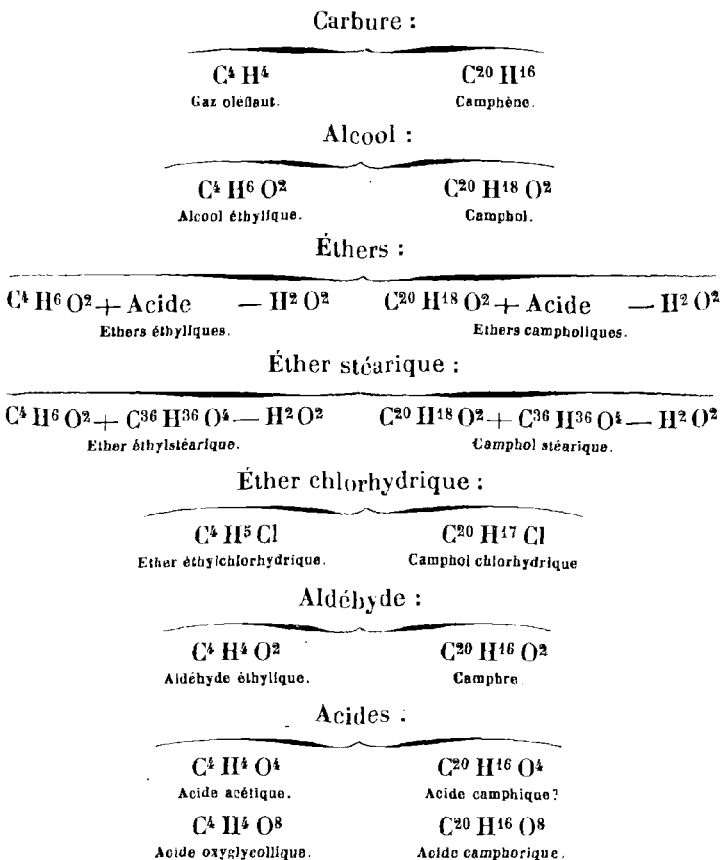 Carbure :
C⁴ H⁴ C²⁰ H¹⁶
Gaz oléfiant. Camphène.
Alcool :
C⁴ H⁶ O² C²⁰ H¹⁸ O²
Alcool éthylique. Camphol.
Éthers :
C⁴ H⁶ O² + Acide — H² O² C²⁰ H¹⁸ O² + Acide — H² O²
Ethers éthyliques. Ethers campholiques.
Éther stéarique :
C⁴ H⁶ O² + C³⁶ H³⁶ O⁴ — H² O² C²⁰ H¹⁸ O² + C³⁶ H³⁶ O⁴ — H² O²
Ether éthylstéarique. Camphol stéarique.
Éther chlorhydrique :
C⁴ H⁵ Cl C²⁰ H¹⁷ Cl
Ether éthylchlorhydrique. Camphol chlorhydrique
Aldéhyde :
C⁴ H⁴ O² C²⁰ H¹⁶ O²
Aldéhyde éthylique. Camphre
Acides :
C⁴ H⁴ O⁴ C²⁰ H¹⁶ O⁴
Acide acétique. Acide camphique?
C⁴ H⁴ O⁸ C²⁰ H¹⁶ O⁸
Acide oxyglycollique. Acide camphorique.